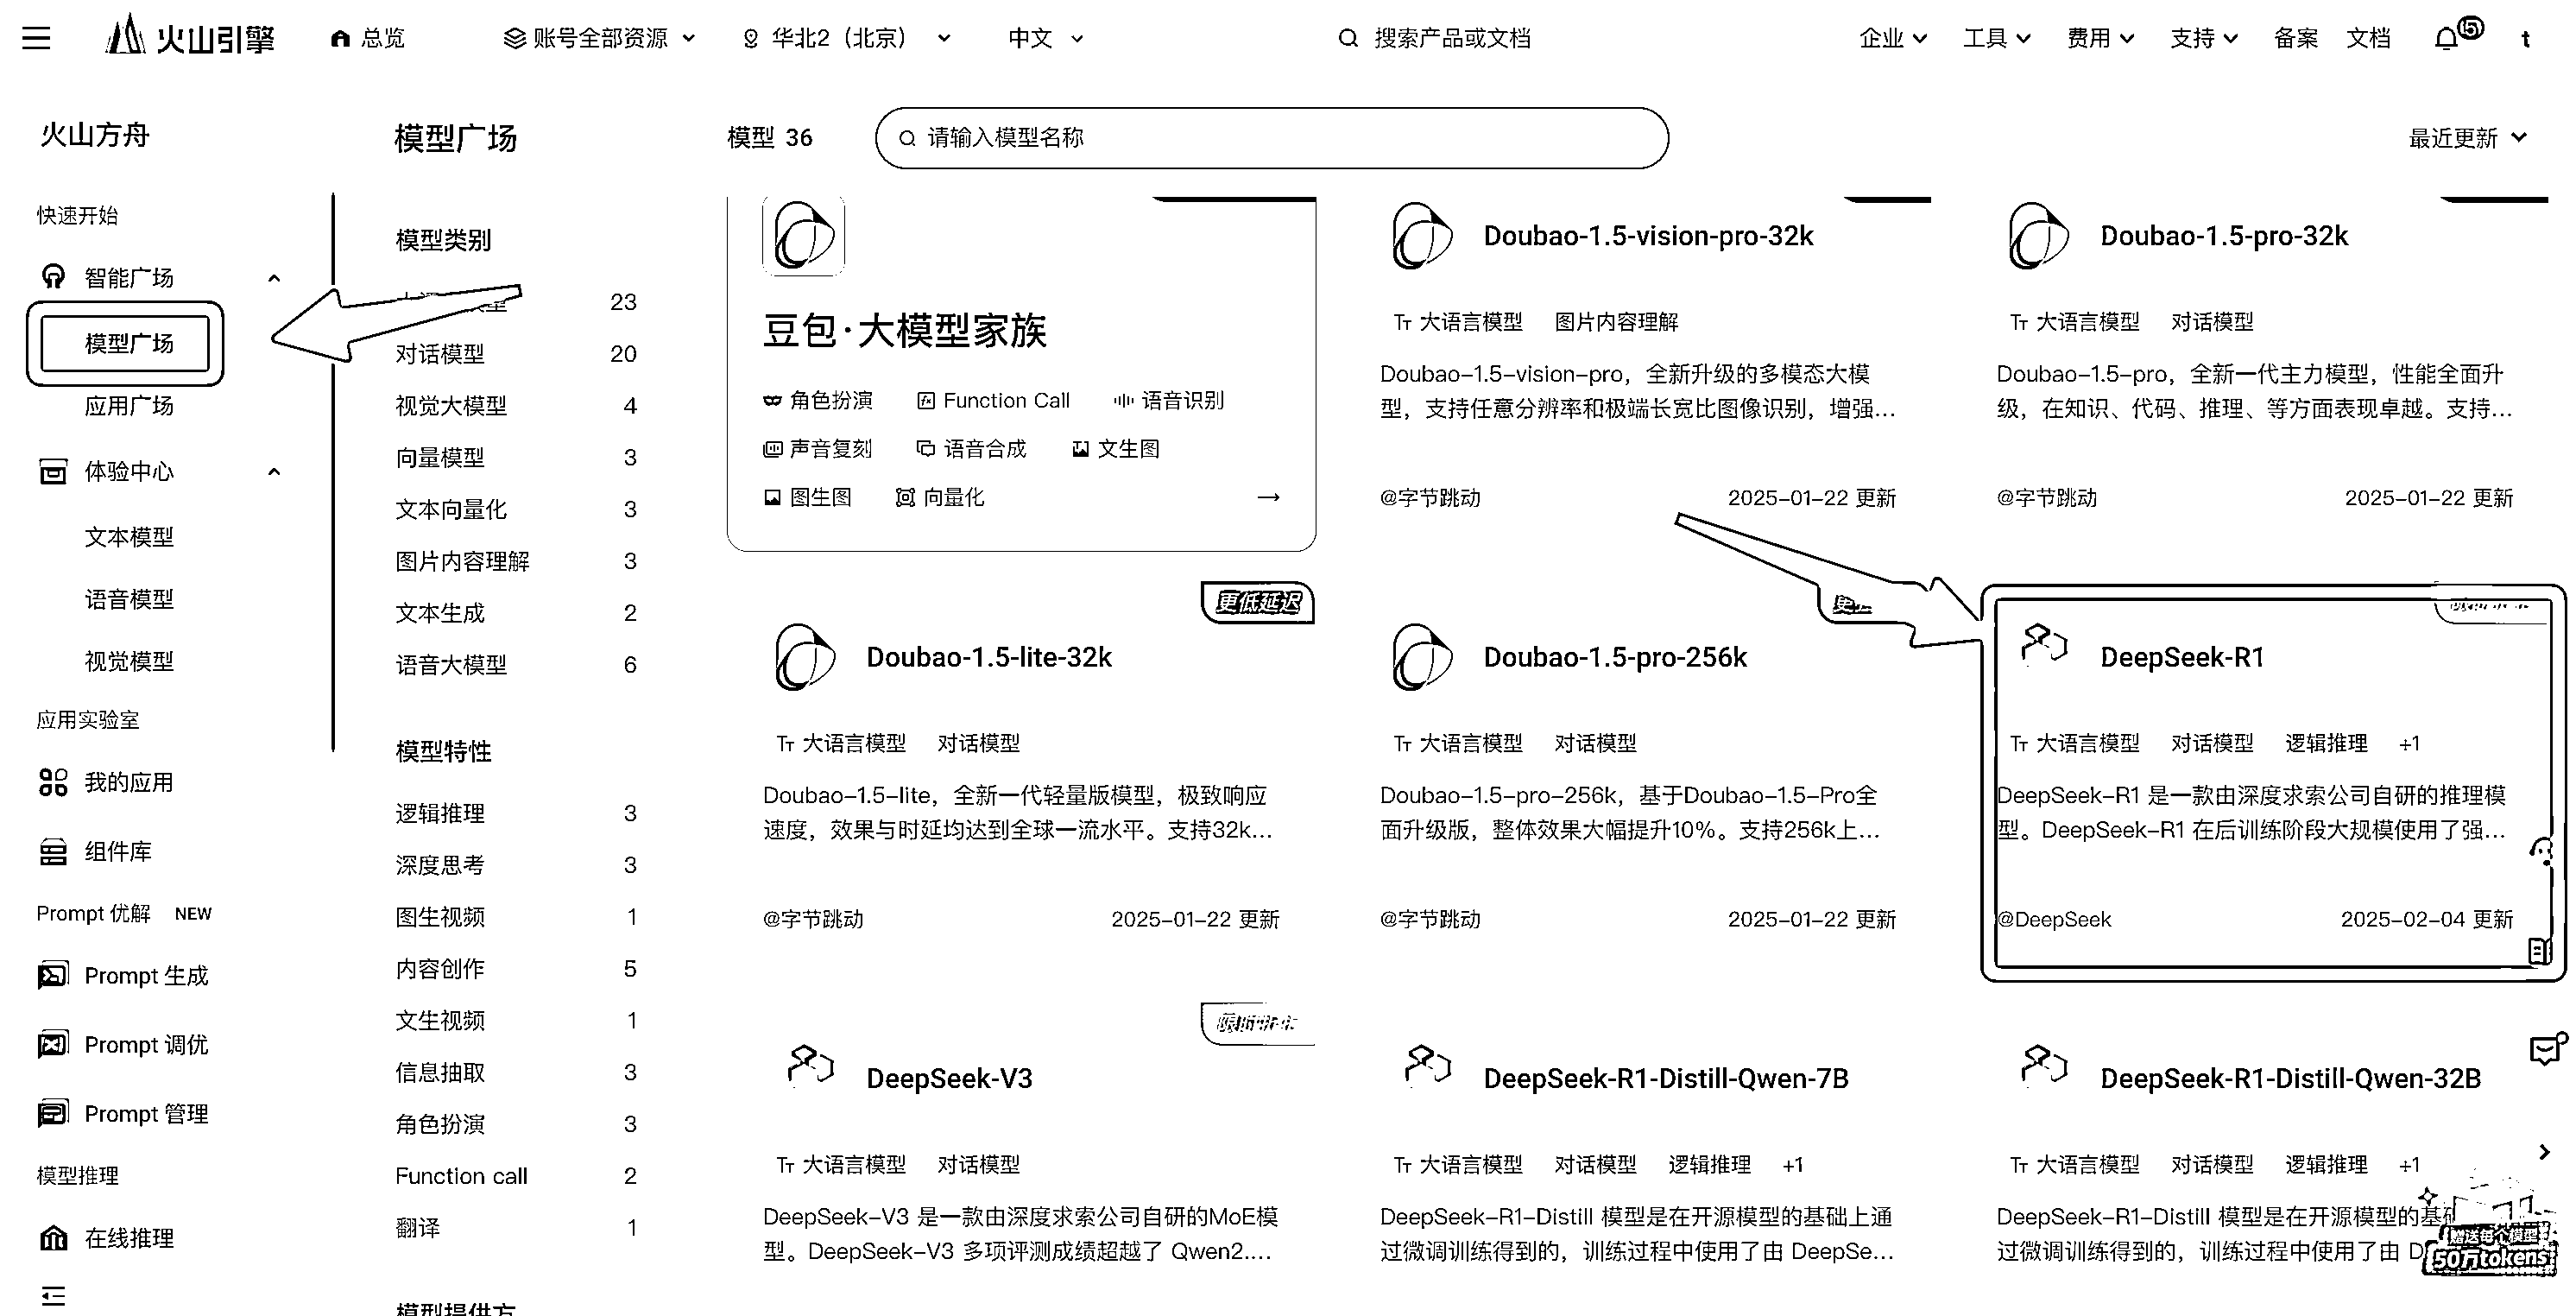 火山引擎
总览
账号全部资源
华北2（北京）
中文
搜索产品或文档
企业
工具
费用
支持
备案
文档
t
火山方舟
快速开始
智能广场
模型广场
应用广场
体验中心
文本模型
语音模型
视觉模型
应用实验室
我的应用
组件库
Prompt 优解 NEW
Prompt 生成
Prompt 调优
Prompt 管理
模型推理
在线推理
模型广场
模型类别
23
对话模型 20
视觉大模型 4
向量模型 3
文本向量化 3
图片内容理解 3
文本生成 2
语音大模型 6
模型特性
逻辑推理 3
深度思考 3
图生视频 1
内容创作 5
文生视频 1
信息抽取 3
角色扮演 3
Function call 2
翻译 1
模型提供方
模型 36
请输入模型名称
最近更新
豆包·大模型家族
角色扮演 Function Call 语音识别
声音复刻 语音合成 文生图
图生图 向量化 →
Doubao-1.5-vision-pro-32k
大语言模型 图片内容理解
Doubao-1.5-vision-pro，全新升级的多模态大模
型，支持任意分辨率和极端长宽比图像识别，增强...
@字节跳动 2025-01-22 更新
Doubao-1.5-pro-32k
大语言模型 对话模型
Doubao-1.5-pro，全新一代主力模型，性能全面升
级，在知识、代码、推理、等方面表现卓越。支持...
@字节跳动 2025-01-22 更新
更低延迟
Doubao-1.5-lite-32k
大语言模型 对话模型
Doubao-1.5-lite，全新一代轻量版模型，极致响应
速度，效果与时延均达到全球一流水平。支持32k...
@字节跳动 2025-01-22 更新
Doubao-1.5-pro-256k
大语言模型 对话模型
Doubao-1.5-pro-256k，基于Doubao-1.5-Pro全
面升级版，整体效果大幅提升10%。支持256k上...
@字节跳动 2025-01-22 更新
DeepSeek-R1
大语言模型 对话模型 逻辑推理 +1
DeepSeek-R1 是一款由深度求索公司自研的推理模
型。DeepSeek-R1 在后训练阶段大规模使用了强...
@DeepSeek 2025-02-04 更新
DeepSeek-V3
大语言模型 对话模型
DeepSeek-V3 是一款由深度求索公司自研的MoE模
型。DeepSeek-V3 多项评测成绩超越了 Qwen2....
DeepSeek-R1-Distill-Qwen-7B
大语言模型 对话模型 逻辑推理 +1
DeepSeek-R1-Distill 模型是在开源模型的基础上通
过微调训练得到的，训练过程中使用了由 DeepSe...
DeepSeek-R1-Distill-Qwen-32B
大语言模型 对话模型 逻辑推理 +1
DeepSeek-R1-Distill 模型是在开源模型的基
过微调训练得到的，训练过程中使用了由 D
赠送每个模型
50万tokens